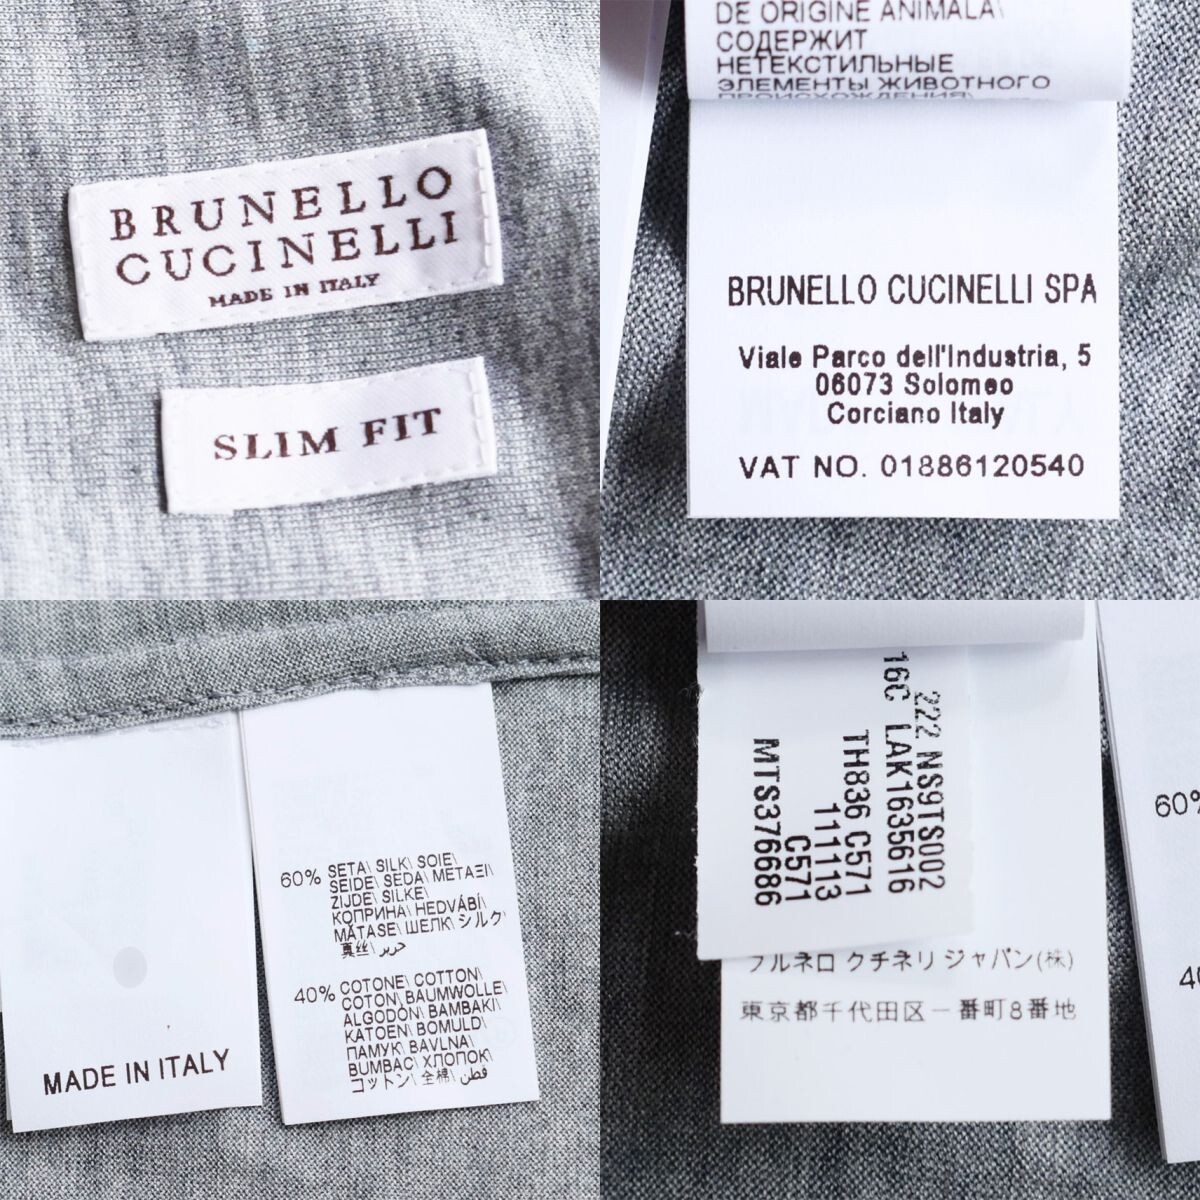 BRUNELLO
CUCINELLI
MADE IN ITALY
SLIM FIT
DE ORIGINE ANIMALA\
СОДЕРЖИТ
НЕТЕКСТИЛЬНЫЕ
ЭЛЕМЕНТЫ ЖИВОТНОГО
ПРОИСХОЖДЕНИЯ\
BRUNELLO CUCINELLI SPA
Viale Parco dell'Industria, 5
06073 Solomeo
Corciano Italy
VAT NO. 01886120540
MADE IN ITALY
60% SETA\ SILK\ SOIE\
SEIDE\ SEDA\ ΜΕΤΑΞΙ\
ZIJDE\ SILKE\
КОПРИНА\ HEDVÁBÍ\
MĂTASE\ ШЕЛК\ シルク\
真丝\ حرير
40% COTONE\ COTTON\
COTON\ BAUMWOLLE\
ALGODÓN\ BAMBAKI\
KATOEN\ BOMULD\
ПАМУК\ BAVLNA\
BUMBAC\ ХЛОПОК\
コットン\ 全棉\ قطن
222 NS9TS002
16C LAK1635616
TH836 C571
111113
C571
MTS376686
ブルネロ クチネリ ジャパン(株)
東京都千代田区一番町8番地
60%